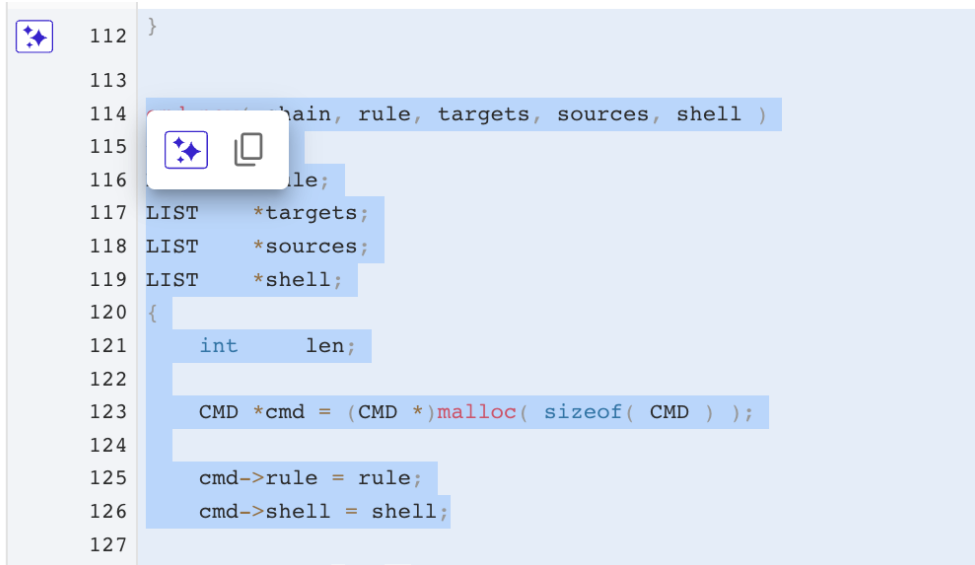 112 }
113
114 chain, rule, targets, sources, shell )
115
116 le;
117 LIST *targets;
118 LIST *sources;
119 LIST *shell;
120 {
121 int len;
122
123 CMD *cmd = (CMD *)malloc( sizeof( CMD ) );
124
125 cmd->rule = rule;
126 cmd->shell = shell;
127